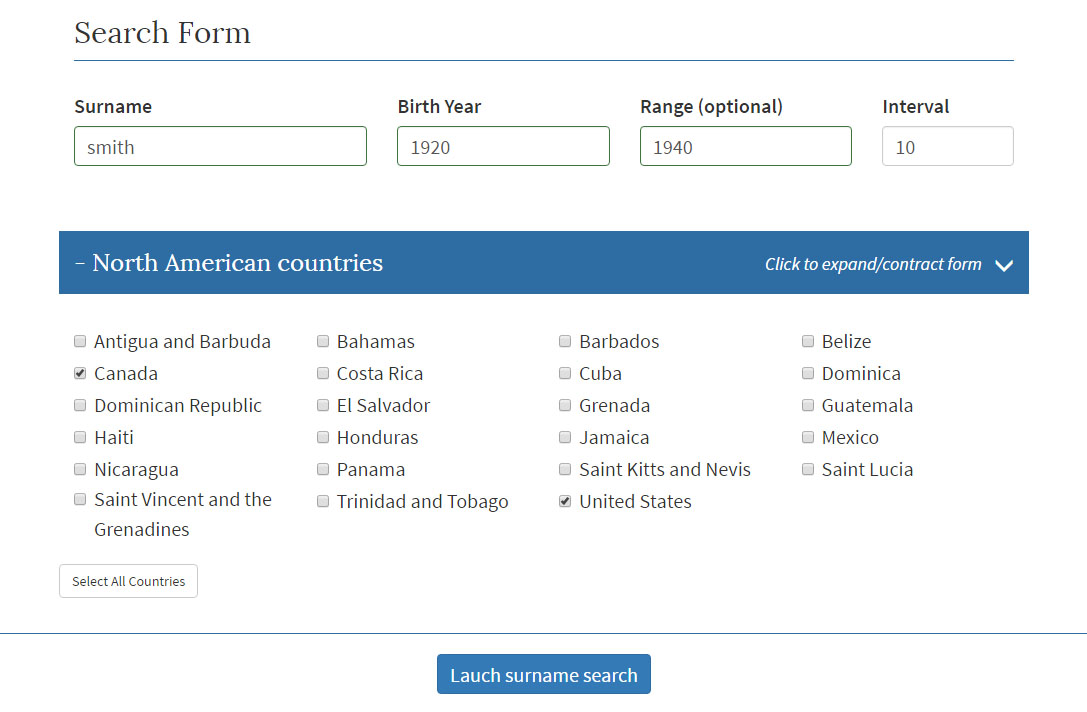 Search Form
Surname Birth Year Range (optional) Interval
smith 1920 1940 10
- North American countries Click to expand/contract form
Antigua and Barbuda Bahamas Barbados Belize
Canada Costa Rica Cuba Dominica
Dominican Republic El Salvador Grenada Guatemala
Haiti Honduras Jamaica Mexico
Nicaragua Panama Saint Kitts and Nevis Saint Lucia
Saint Vincent and the Trinidad and Tobago United States
Grenadines
Select All Countries
Lauch surname search